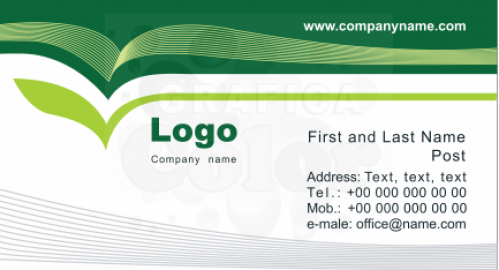 www.companyname.com
GRAFICA
Color
Logo
Company name
First and Last Name
Post
Address: Text, text, text
Tel.: +00 000 000 00 00
Mob.: +00 000 000 00 00
e-male: office@name.com